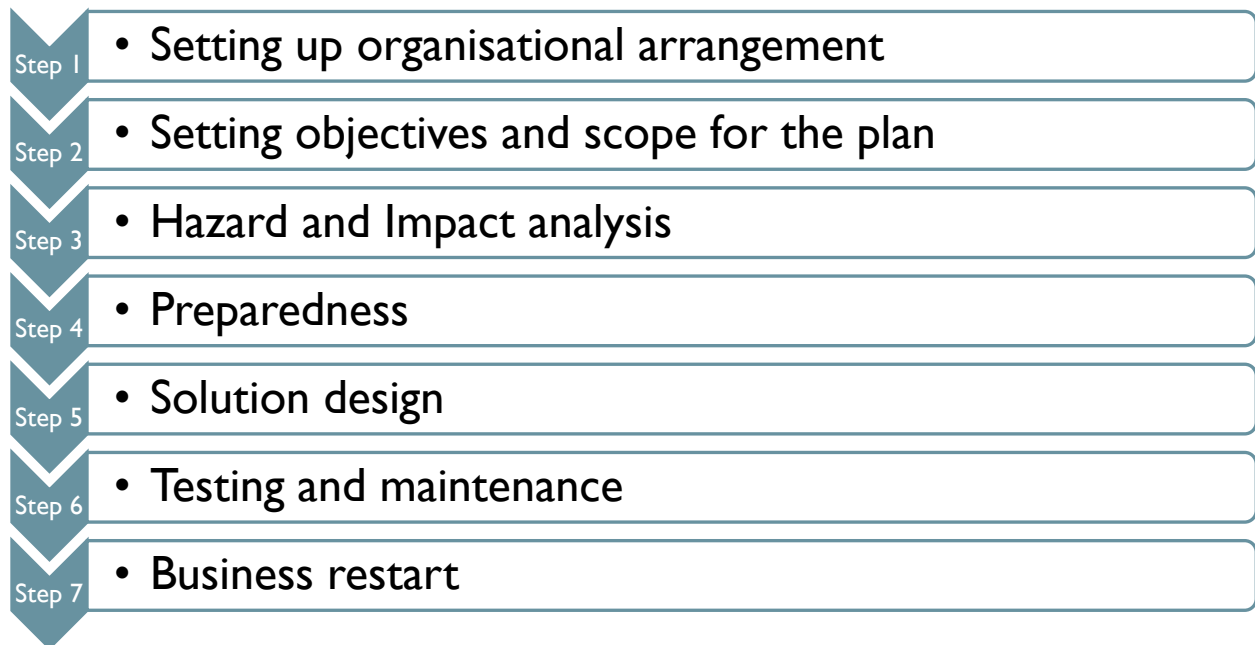 Step 1
• Setting up organisational arrangement
Step 2
• Setting objectives and scope for the plan
Step 3
• Hazard and Impact analysis
Step 4
• Preparedness
Step 5
• Solution design
Step 6
• Testing and maintenance
Step 7
• Business restart